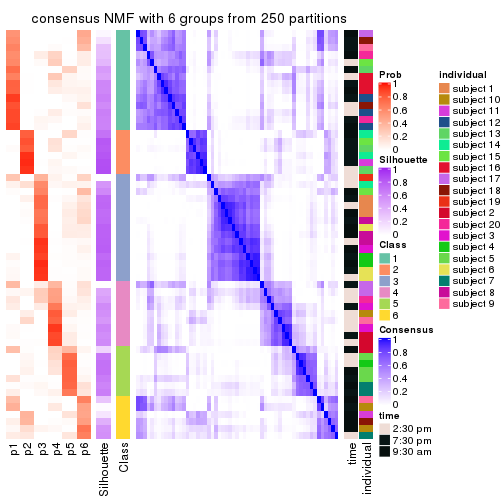 consensus NMF with 6 groups from 250 partitions
p1
p2
p3
p4
p5
p6
Silhouette
Class
time
individual
Prob
1
0.8
0.6
0.4
0.2
0
Silhouette
1
0.8
0.6
0.4
0.2
0
Class
1
2
3
4
5
6
Consensus
1
0.8
0.6
0.4
0.2
0
time
2:30 pm
7:30 pm
9:30 am
individual
subject 1
subject 10
subject 11
subject 12
subject 13
subject 14
subject 15
subject 16
subject 17
subject 18
subject 19
subject 2
subject 20
subject 3
subject 4
subject 5
subject 6
subject 7
subject 8
subject 9